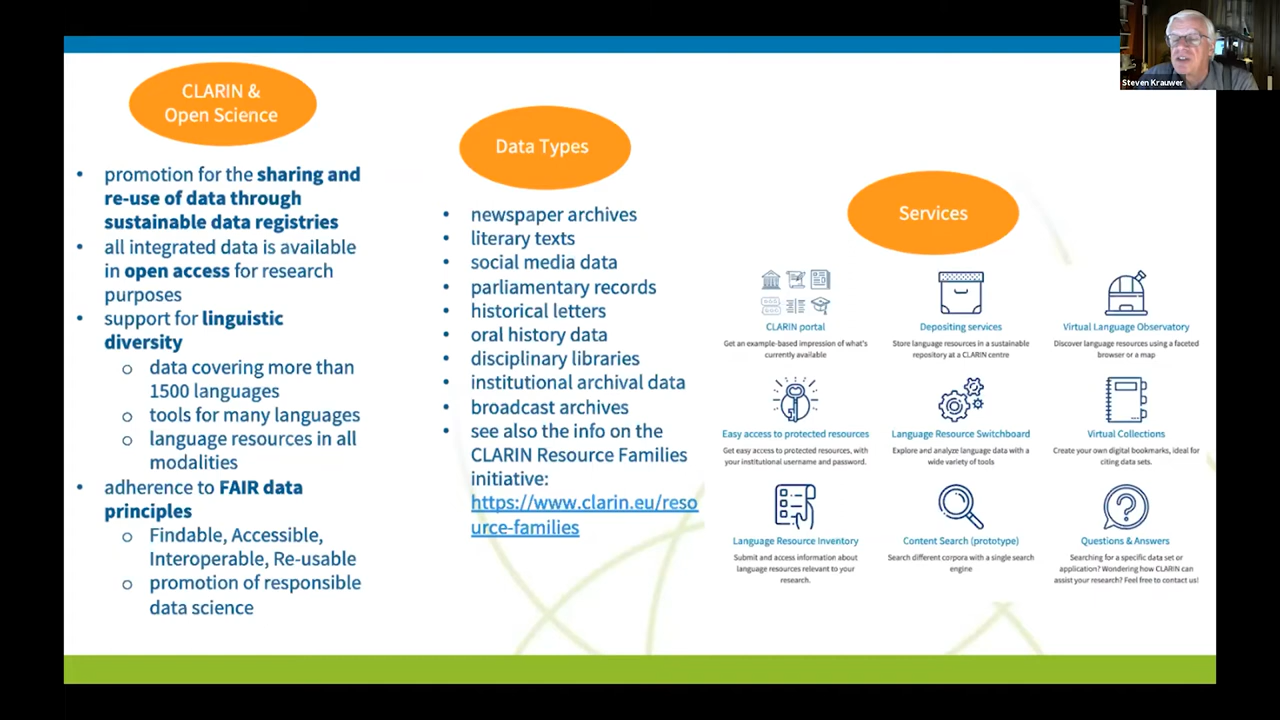 Steven Krauwer
CLARIN &
Open Science
promotion for the sharing and
re-use of data through
sustainable data registries
all integrated data is available
in open access for research
purposes
support for linguistic
diversity
data covering more than
1500 languages
tools for many languages
language resources in all
modalities
adherence to FAIR data
principles
Findable, Accessible,
Interoperable, Re-usable
promotion of responsible
data science
Data Types
newspaper archives
literary texts
social media data
parliamentary records
historical letters
oral history data
disciplinary libraries
institutional archival data
broadcast archives
see also the info on the
CLARIN Resource Families
initiative:
https://www.clarin.eu/reso
urce-families
Services
CLARIN portal
Get an example-based impression of what's
currently available
Depositing services
Store language resources in a sustainable
repository at a CLARIN centre
Virtual Language Observatory
Discover language resources using a faceted
browser or a map
Easy access to protected resources
Get easy access to protected resources, with
your institutional username and password.
Language Resource Switchboard
Explore and analyze language data with a
wide variety of tools
Virtual Collections
Create your own digital bookmarks, ideal for
citing data sets.
Language Resource Inventory
Submit and access information about
language resources relevant to your
research.
Content Search (prototype)
Search different corpora with a single search
engine
Questions & Answers
Searching for a specific data set or
application? Wondering how CLARIN can
assist your research? Feel free to contact us!